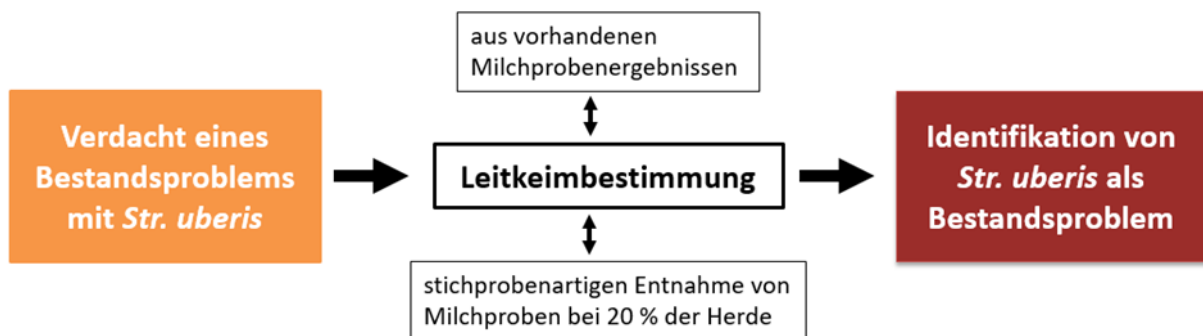 aus vorhandenen
Milchprobenergebnissen
Verdacht eines
Bestandsproblems
mit Str. uberis
Leitkeimbestimmung
Identifikation von
Str. uberis als
Bestandsproblem
stichprobenartigen Entnahme von
Milchproben bei 20 % der Herde